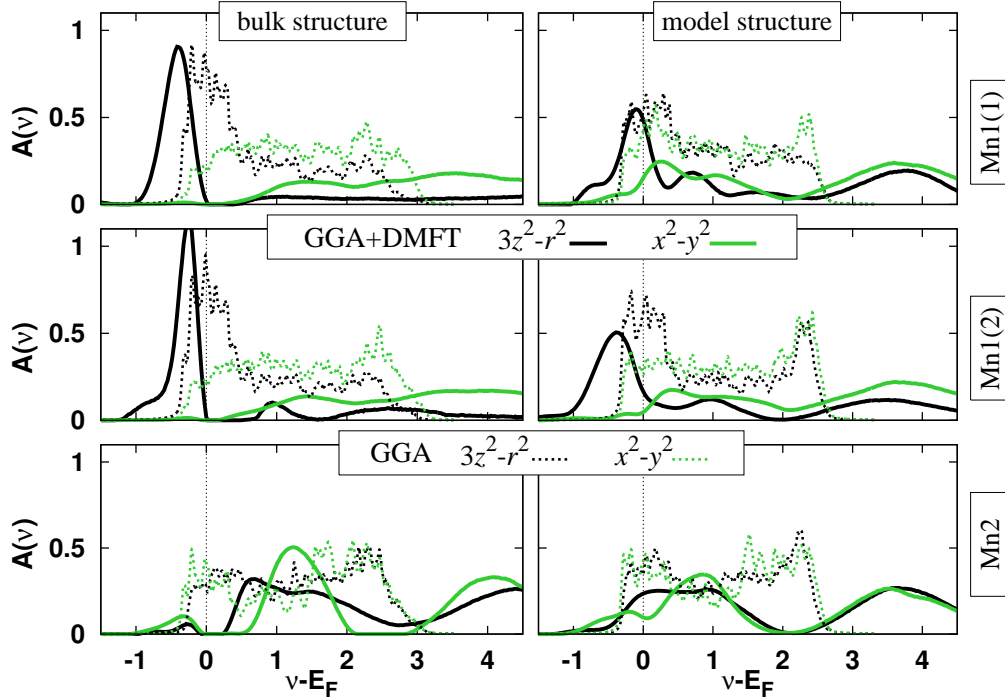 bulk structure
model structure
1
0.5
0
A(ν)
Mn1(1)
GGA+DMFT 3z²-r² x²-y²
1
0.5
0
A(ν)
Mn1(2)
GGA 3z²-r² x²-y²
1
0.5
0
A(ν)
Mn2
-1 0 1 2 3 4
-1 0 1 2 3 4
ν-E_F
ν-E_F